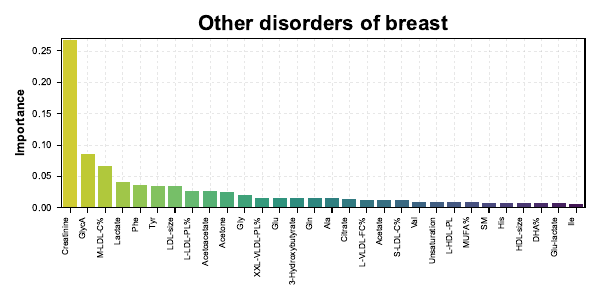 Other disorders of breast
Importance
0.25
0.20
0.15
0.10
0.05
0.00
Creatinine
GlycA
M-LDL-C%
Lactate
Phe
Tyr
LDL-size
L-LDL-PL%
Acetoacetate
Acetone
Gly
XXL-VLDL-PL%
Glu
3-Hydroxybutyrate
Gln
Ala
Citrate
L-VLDL-FC%
Acetate
S-LDL-C%
Val
Unsaturation
L-HDL-PL
MUFA%
SM
His
HDL-size
DHA%
Glu-lactate
Ile